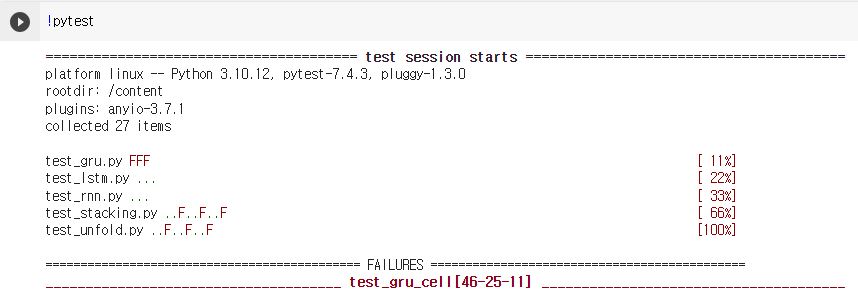 !pytest
===================================== test session starts ======================================
platform linux -- Python 3.10.12, pytest-7.4.3, pluggy-1.3.0
rootdir: /content
plugins: anyio-3.7.1
collected 27 items
test_gru.py FFF [ 11%]
test_lstm.py ... [ 22%]
test_rnn.py ... [ 33%]
test_stacking.py ..F..F..F [ 66%]
test_unfold.py ..F..F..F [100%]
=========================================== FAILURES ===========================================
___________________________________ test_gru_cell[46-25-11] ____________________________________